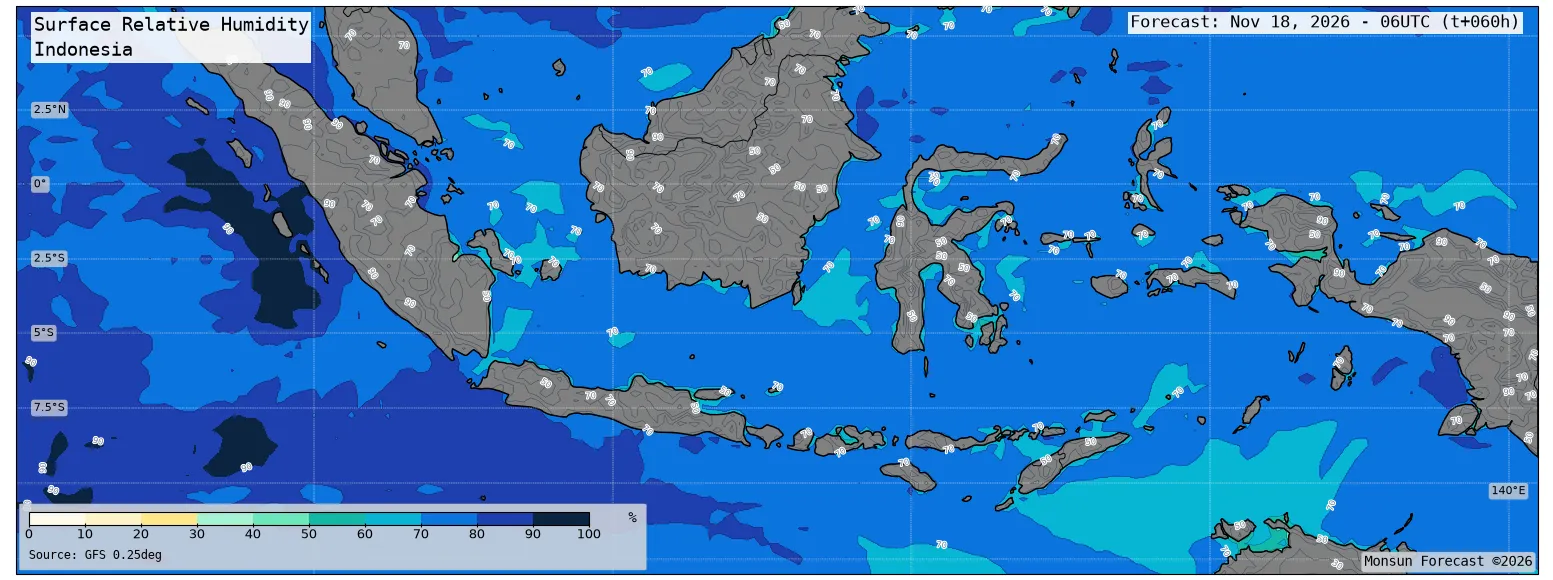 Surface Relative Humidity
Indonesia
Forecast: Nov 18, 2026 - 06UTC (t+060h)
2.5°N
0°
2.5°S
5°S
7.5°S
140°E
%
0 10 20 30 40 50 60 70 80 90 100
Source: GFS 0.25deg
Monsun Forecast ©2026